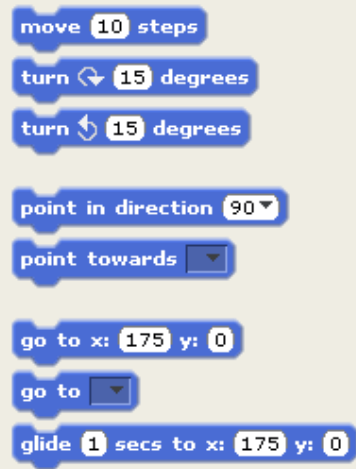 move 10 steps
turn 15 degrees
turn 15 degrees
point in direction 90
point towards
go to x: 175 y: 0
go to
glide 1 secs to x: 175 y: 0